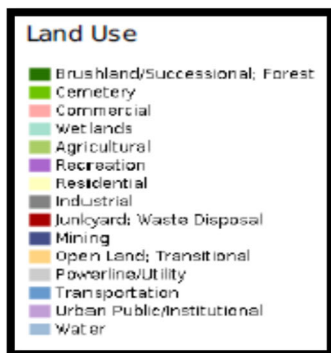 Land Use
Brushland/Successional; Forest
Cemetery
Commercial
Wetlands
Agricultural
Recreation
Residential
Industrial
Junkyard; Waste Disposal
Mining
Open Land; Transitional
Powerline/Utility
Transportation
Urban Public/Institutional
Water